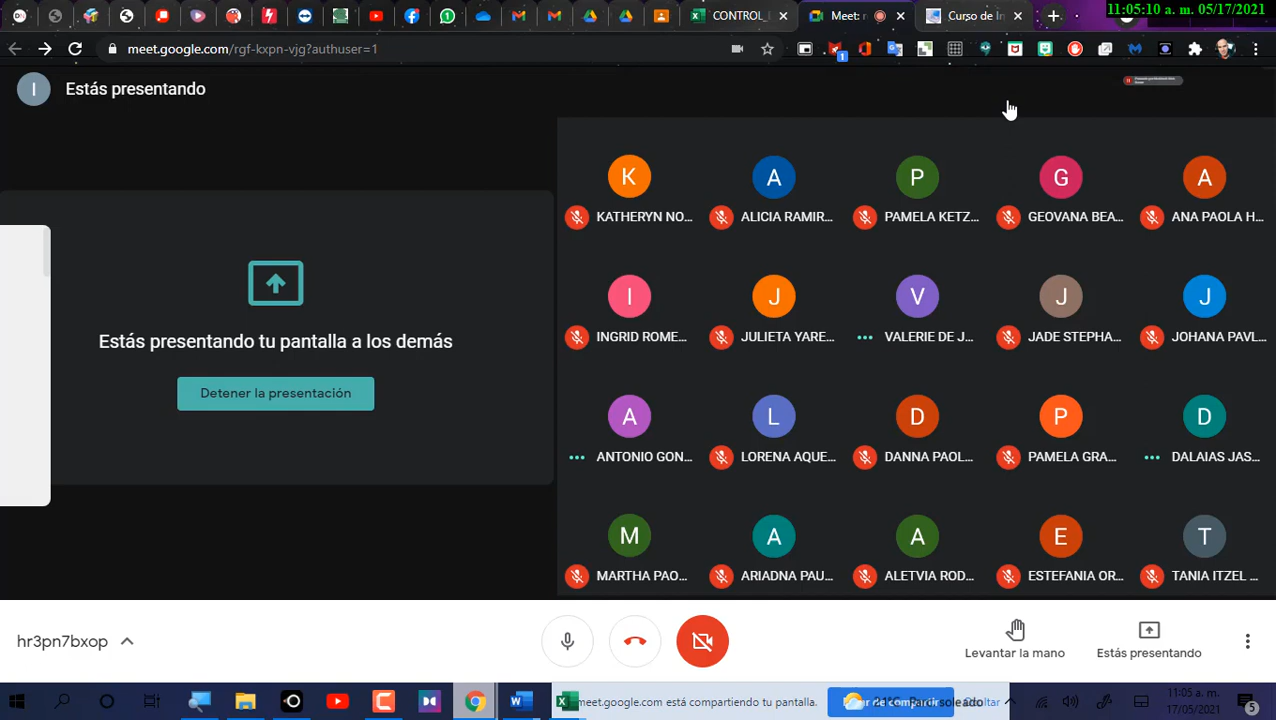 11:05:10 a. m. 05/17/2021
CONTROL_I
Meet: r
Curso de In
meet.google.com/rgf-kxpn-vjg?authuser=1
1
I
Estás presentando
K
A
P
G
A
KATHERYN NO...
ALICIA RAMIR...
PAMELA KETZ...
GEOVANA BEA...
ANA PAOLA H...
I
J
V
J
J
INGRID ROME...
JULIETA YARE...
VALERIE DE J...
JADE STEPHA...
JOHANA PAVL...
Estás presentando tu pantalla a los demás
Detener la presentación
A
L
D
P
D
ANTONIO GON...
LORENA AQUE...
DANNA PAOL...
PAMELA GRA...
DALAIAS JAS...
M
A
A
E
T
MARTHA PAO...
ARIADNA PAU...
ALETVIA ROD...
ESTEFANIA OR...
TANIA ITZEL ...
hr3pn7bxop
Levantar la mano
Estás presentando
meet.google.com está compartiendo tu pantalla.
21°C
11:05 a. m.
17/05/2021
5